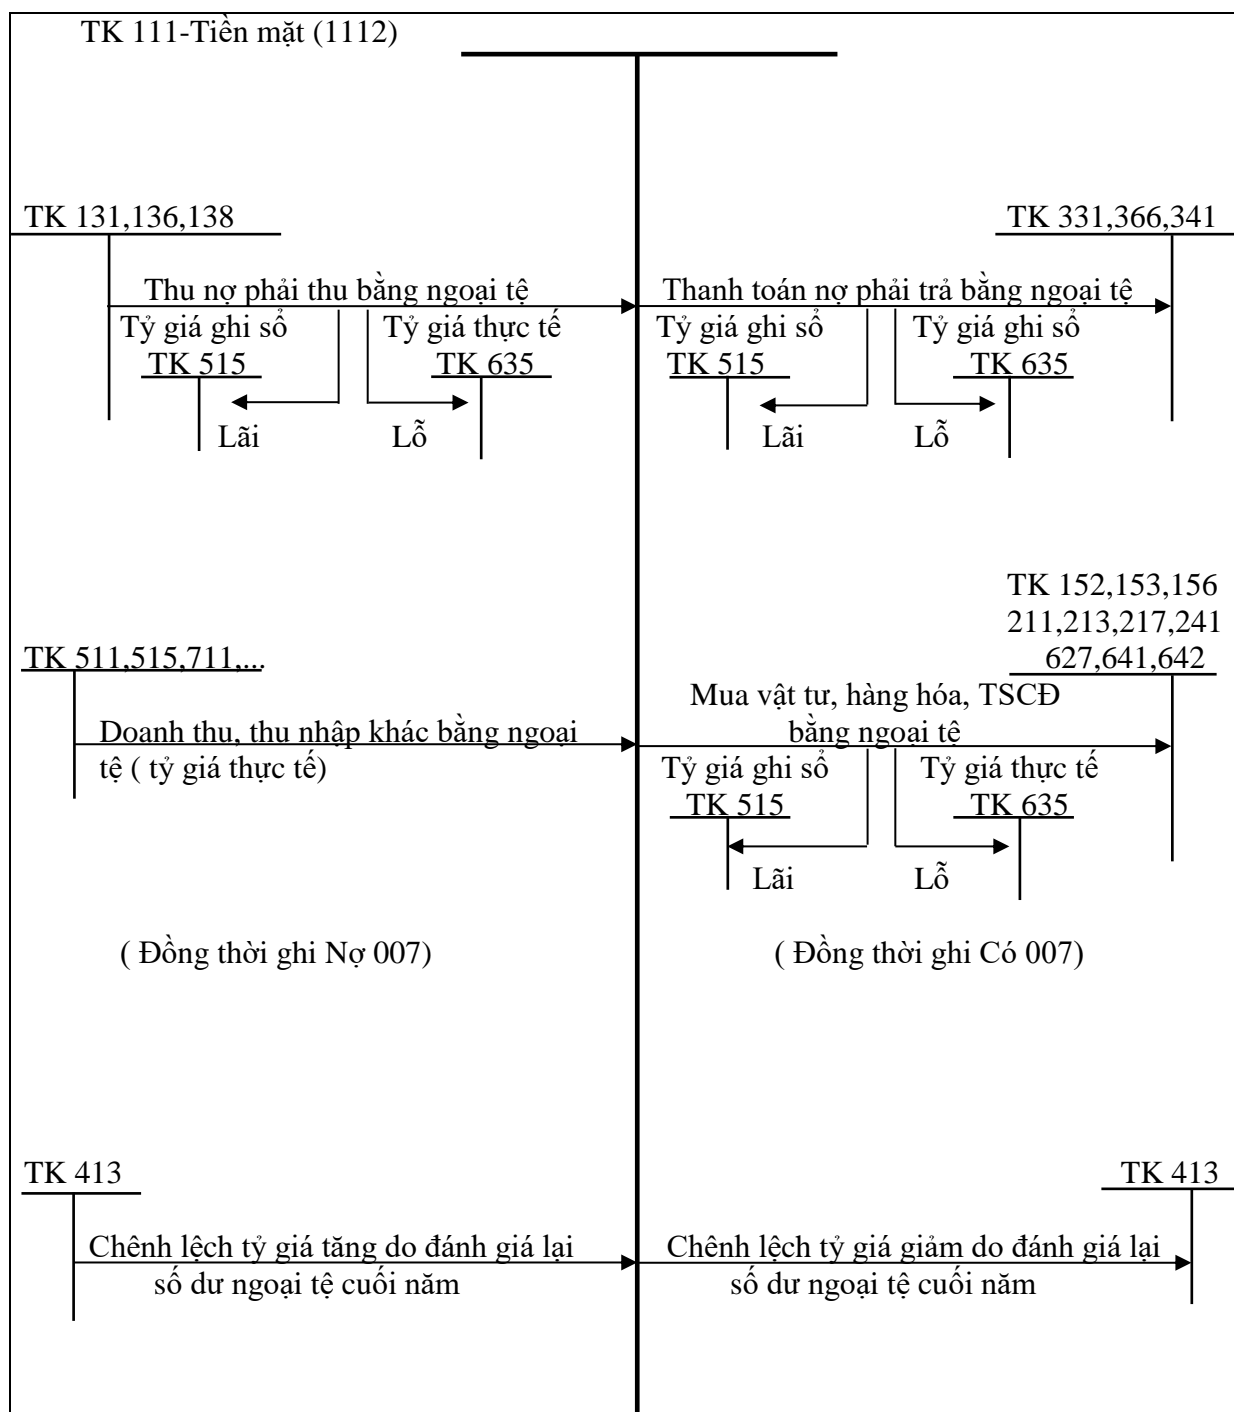 TK 111-Tiền mặt (1112)
TK 131,136,138
TK 331,366,341
Thu nợ phải thu bằng ngoại tệ
Thanh toán nợ phải trả bằng ngoại tệ
Tỷ giá ghi sổ
Tỷ giá thực tế
Tỷ giá ghi sổ
Tỷ giá ghi sổ
TK 515
TK 635
TK 515
TK 635
Lãi
Lỗ
Lãi
Lỗ
TK 152,153,156
211,213,217,241
627,641,642
TK 511,515,711,...
Mua vật tư, hàng hóa, TSCĐ
bằng ngoại tệ
Doanh thu, thu nhập khác bằng ngoại
tệ ( tỷ giá thực tế)
Tỷ giá ghi sổ
Tỷ giá thực tế
TK 515
TK 635
Lãi
Lỗ
( Đồng thời ghi Nợ 007)
( Đồng thời ghi Có 007)
TK 413
TK 413
Chênh lệch tỷ giá tăng do đánh giá lại
số dư ngoại tệ cuối năm
Chênh lệch tỷ giá giảm do đánh giá lại
số dư ngoại tệ cuối năm